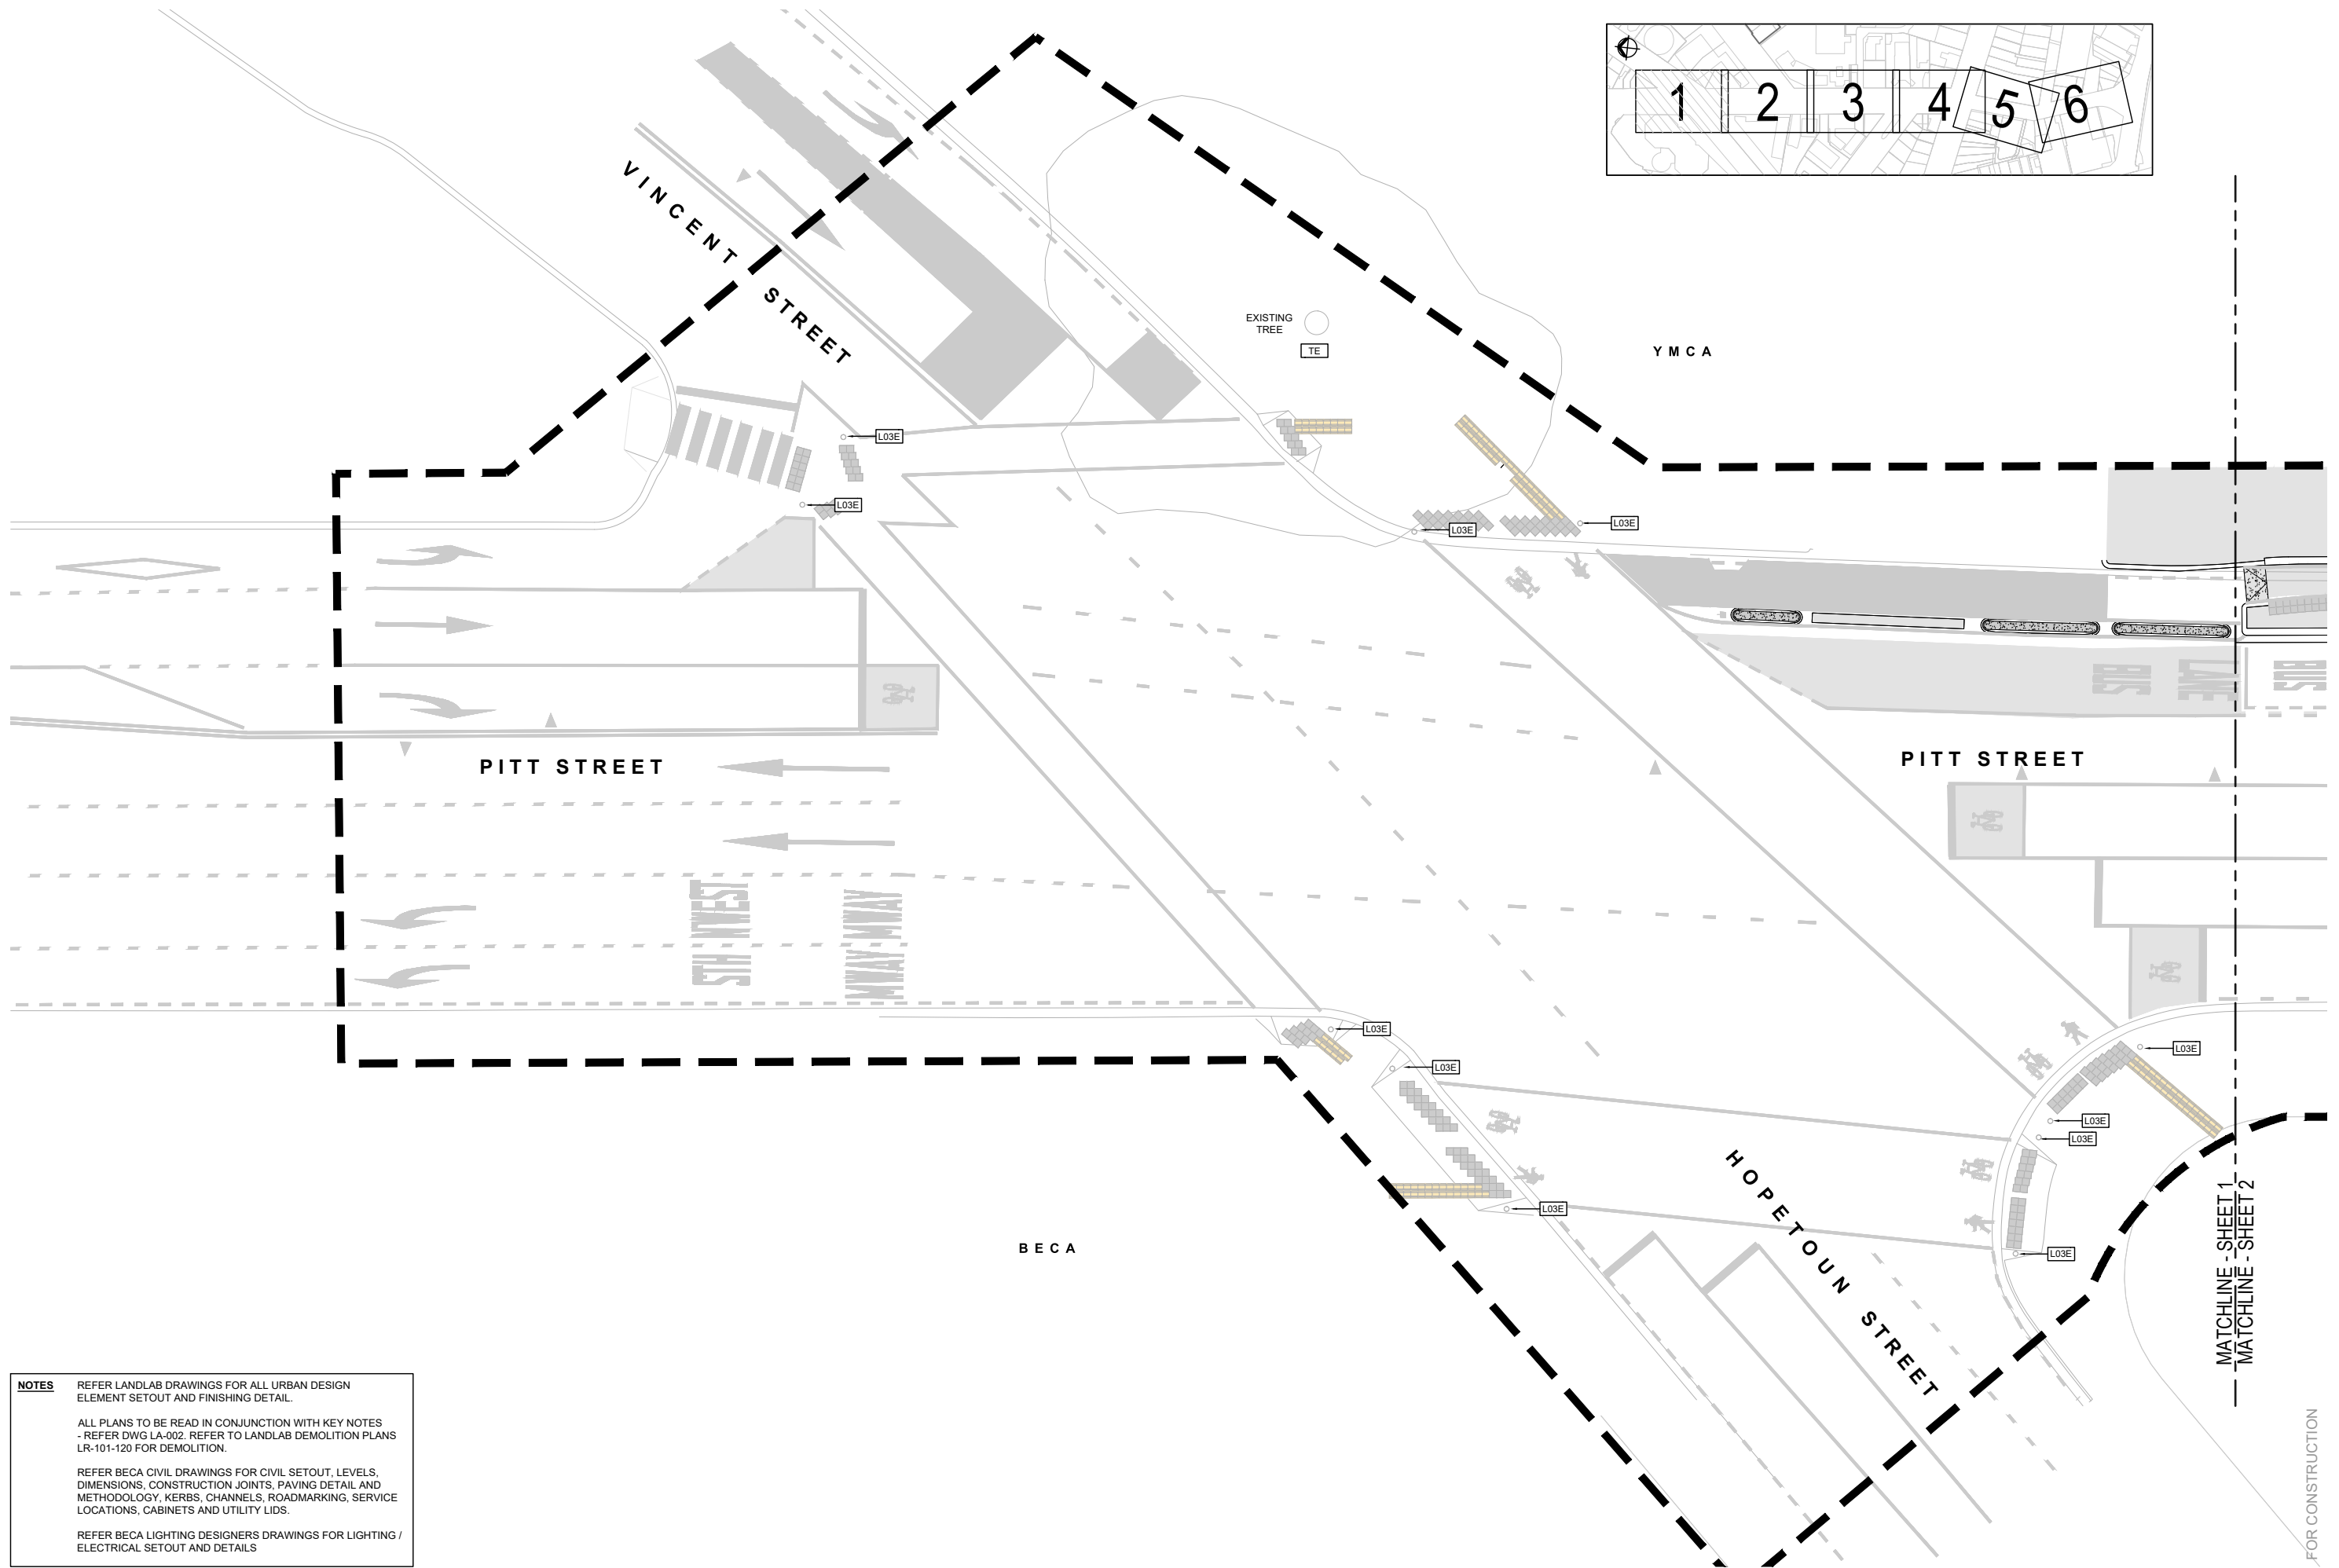 1 2 3 4 5 6
VINCENT STREET
EXISTING
TREE
TE
YMCA
L03E
L03E
L03E
L03E
BUS
LANE
BUS
PITT STREET
PITT STREET
STH WEST
MWAY MWAY
L03E
L03E
L03E
L03E
L03E
L03E
L03E
HOPETOUN STREET
BECA
MATCHLINE - SHEET 1
MATCHLINE - SHEET 2
NOTES REFER LANDLAB DRAWINGS FOR ALL URBAN DESIGN
ELEMENT SETOUT AND FINISHING DETAIL.
ALL PLANS TO BE READ IN CONJUNCTION WITH KEY NOTES
- REFER DWG LA-002. REFER TO LANDLAB DEMOLITION PLANS
LR-101-120 FOR DEMOLITION.
REFER BECA CIVIL DRAWINGS FOR CIVIL SETOUT, LEVELS,
DIMENSIONS, CONSTRUCTION JOINTS, PAVING DETAIL AND
METHODOLOGY, KERBS, CHANNELS, ROADMARKING, SERVICE
LOCATIONS, CABINETS AND UTILITY LIDS.
REFER BECA LIGHTING DESIGNERS DRAWINGS FOR LIGHTING /
ELECTRICAL SETOUT AND DETAILS
FOR CONSTRUCTION